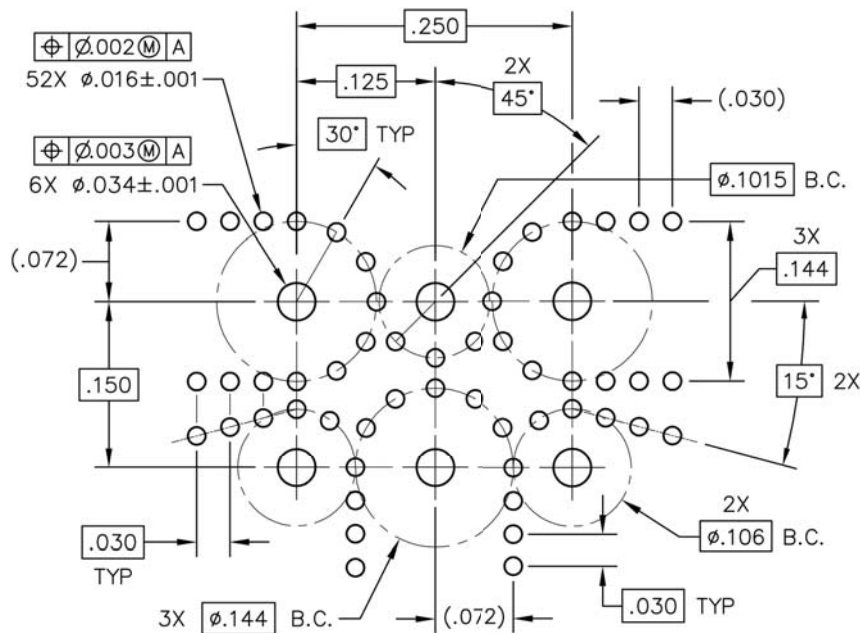 .250
⌖ ⌀.002 Ⓜ A
52X ⌀.016±.001
.125
2X
45°
(.030)
30° TYP
⌖ ⌀.003 Ⓜ A
6X ⌀.034±.001
⌀.1015 B.C.
(.072)
3X
.144
.150
15° 2X
.030
TYP
2X
⌀.106 B.C.
3X ⌀.144 B.C.
(.072)
.030 TYP